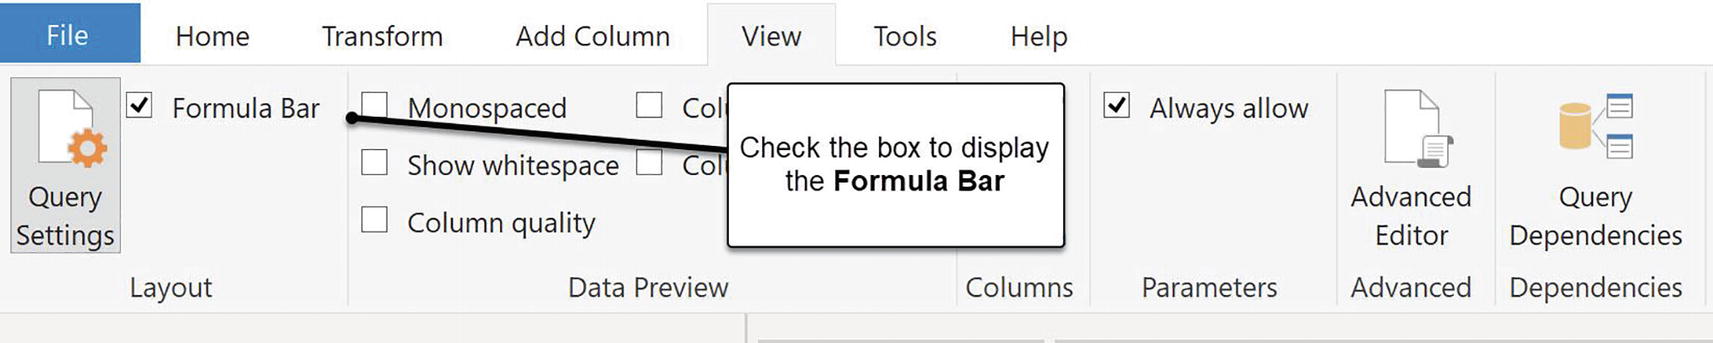 File Home Transform Add Column View Tools Help
Formula Bar Monospaced Always allow
Check the box to display
the Formula Bar
Show whitespace
Query Advanced Query
Settings Column quality Editor Dependencies
Layout Data Preview Columns Parameters Advanced Dependencies